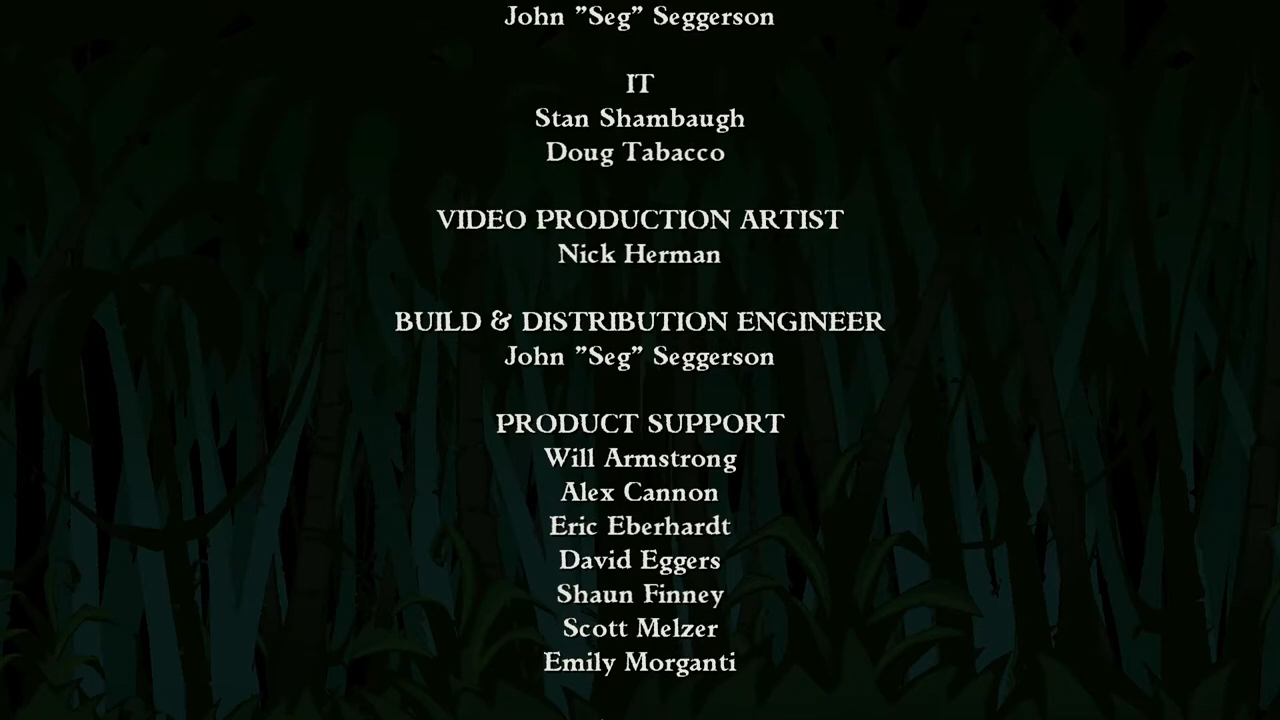 John "Seg" Seggerson
IT
Stan Shambaugh
Doug Tabacco
VIDEO PRODUCTION ARTIST
Nick Herman
BUILD & DISTRIBUTION ENGINEER
John "Seg" Seggerson
PRODUCT SUPPORT
Will Armstrong
Alex Cannon
Eric Eberhardt
David Eggers
Shaun Finney
Scott Melzer
Emily Morganti